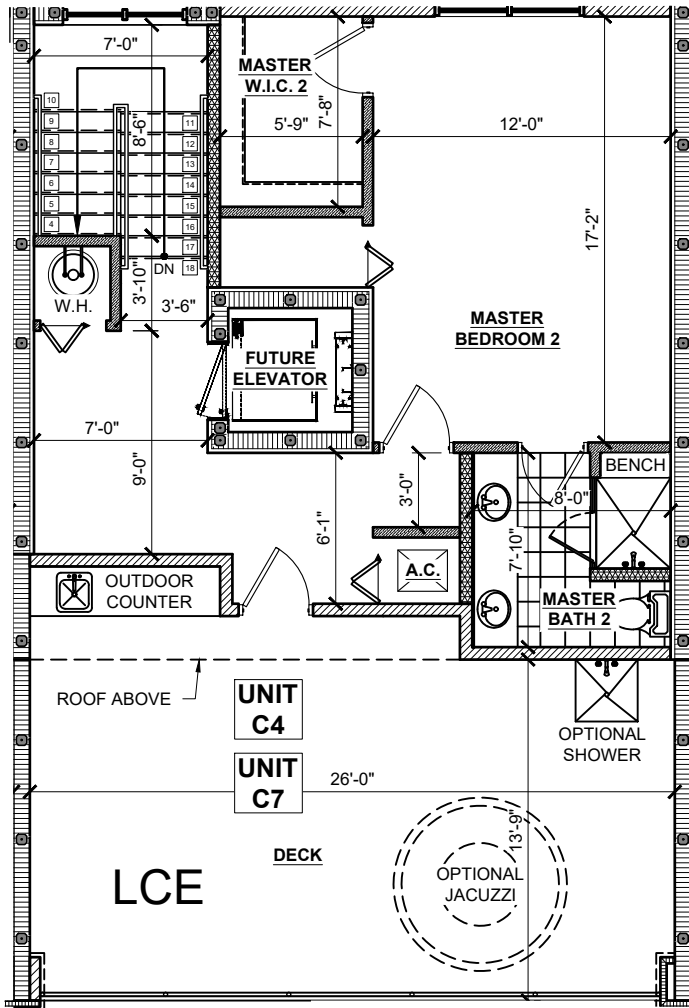 7'-0"
MASTER
W.I.C. 2
7'-8"
5'-9"
12'-0"
8'-6"
10
9
8
7
6
5
4
11
12
13
14
15
16
17
18
DN
17'-2"
3'-10"
W.H.
3'-6"
MASTER
BEDROOM 2
FUTURE
ELEVATOR
7'-0"
9'-0"
6'-1"
3'-0"
BENCH
8'-0"
7'-10"
A.C.
OUTDOOR
COUNTER
MASTER
BATH 2
ROOF ABOVE
UNIT
C4
OPTIONAL
SHOWER
UNIT
C7
26'-0"
13'-9"
DECK
LCE
OPTIONAL
JACUZZI